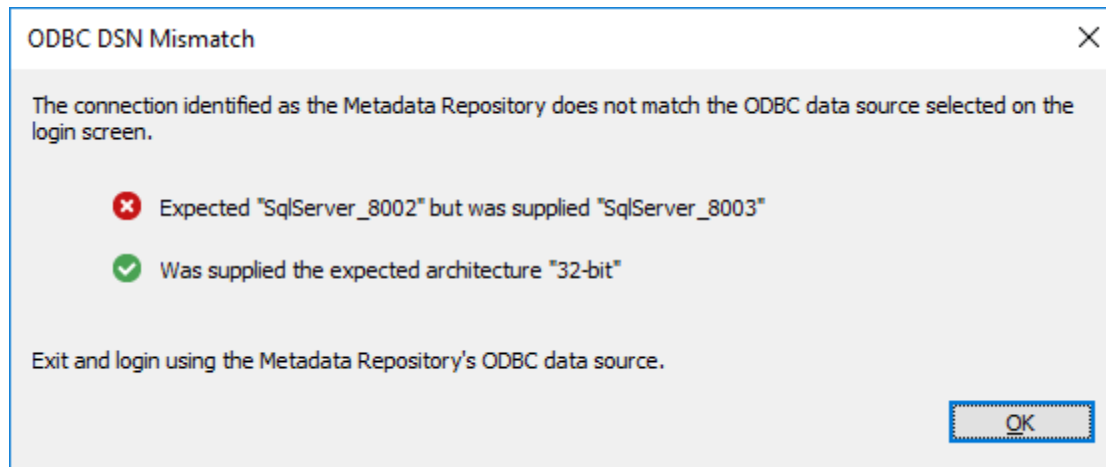 ODBC DSN Mismatch
The connection identified as the Metadata Repository does not match the ODBC data source selected on the
login screen.
Expected "SqlServer_8002" but was supplied "SqlServer_8003"
Was supplied the expected architecture "32-bit"
Exit and login using the Metadata Repository's ODBC data source.
OK